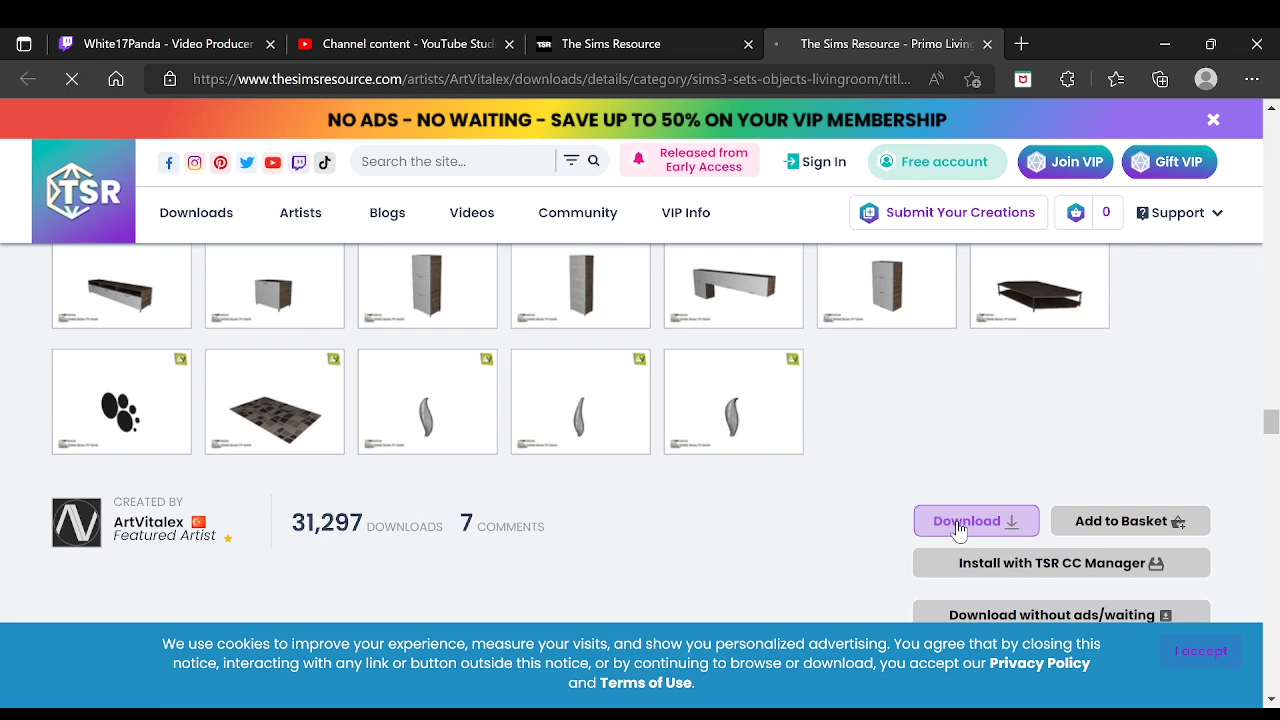 White17Panda - Video Producer
Channel content - YouTube Stud
TSR The Sims Resource
The Sims Resource - Primo Living
https://www.thesimsresource.com/artists/ArtVitalex/downloads/details/category/sims3-sets-objects-livingroom/titl...
NO ADS - NO WAITING - SAVE UP TO 50% ON YOUR VIP MEMBERSHIP
TSR
Search the site...
Released from
Early Access
Sign In
Free account
Join VIP
Gift VIP
Downloads
Artists
Blogs
Videos
Community
VIP Info
Submit Your Creations
0
Support
CREATED BY
ArtVitalex
Featured Artist
31,297 DOWNLOADS
7 COMMENTS
Download
Add to Basket
Install with TSR CC Manager
Download without ads/waiting
We use cookies to improve your experience, measure your visits, and show you personalized advertising. You agree that by closing this
notice, interacting with any link or button outside this notice, or by continuing to browse or download, you accept our Privacy Policy
and Terms of Use.
I accept